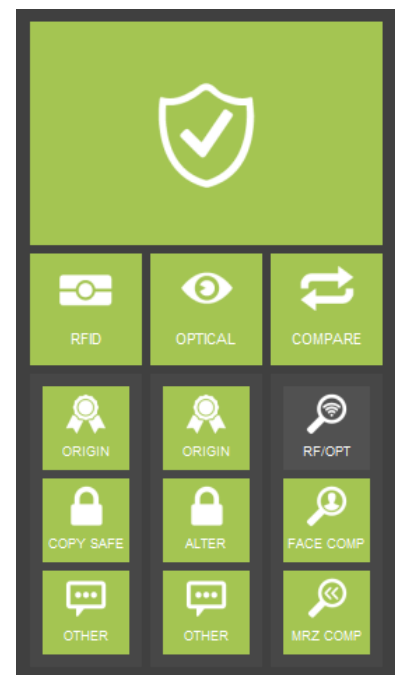 RFID OPTICAL COMPARE
ORIGIN ORIGIN RF/OPT
COPY SAFE ALTER FACE COMP
OTHER OTHER MRZ COMP